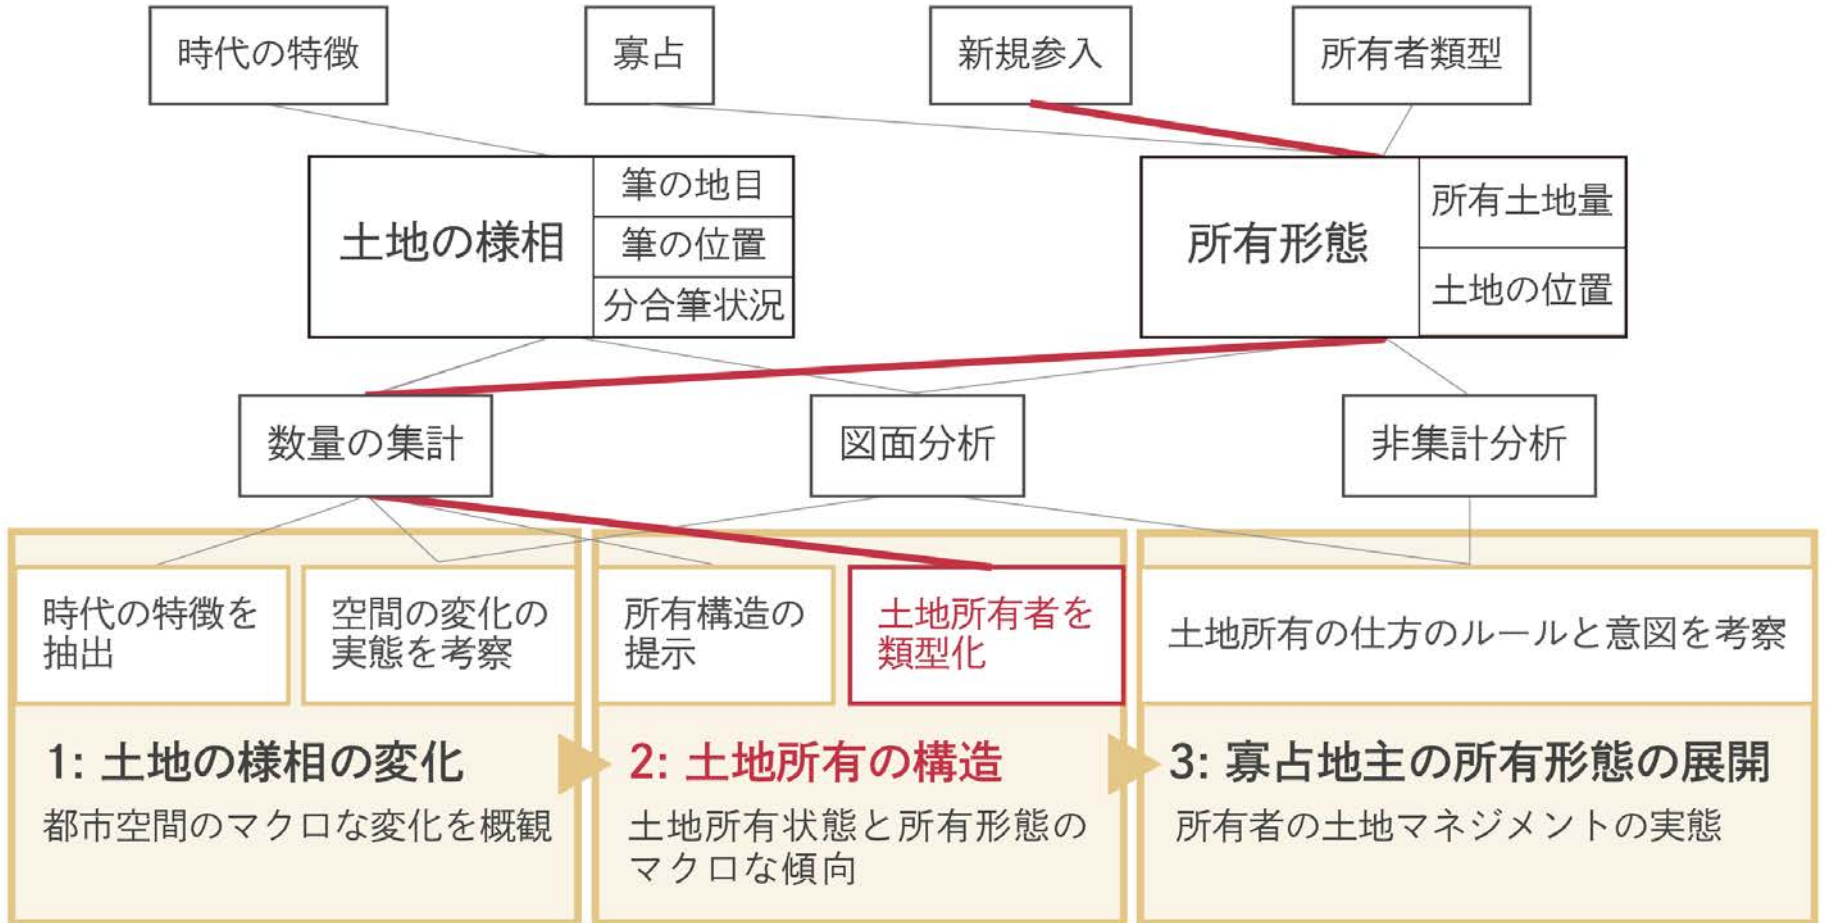 時代の特徴
寡占
新規参入
所有者類型
土地の様相
筆の地目
筆の位置
分合筆状況
所有形態
所有土地量
土地の位置
数量の集計
図面分析
非集計分析
時代の特徴を
抽出
空間の変化の
実態を考察
所有構造の
提示
土地所有者を
類型化
土地所有の仕方のルールと意図を考察
1: 土地の様相の変化
都市空間のマクロな変化を概観
2: 土地所有の構造
土地所有状態と所有形態の
マクロな傾向
3: 寡占地主の所有形態の展開
所有者の土地マネジメントの実態